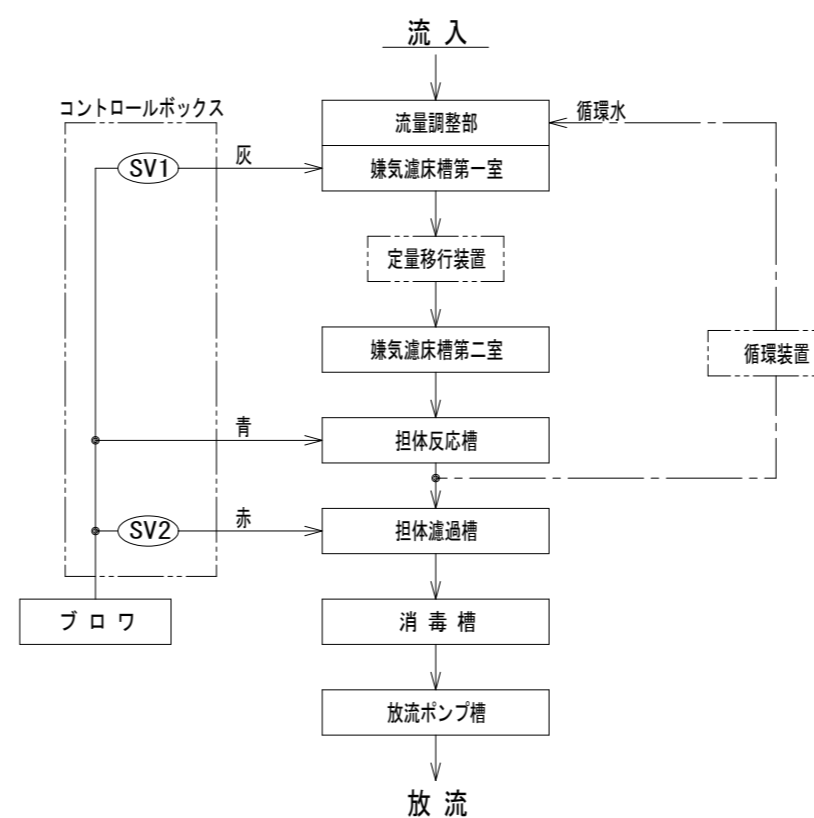 流 入
コントロールボックス
循環水
流量調整部
灰
SV1
嫌気濾床槽第一室
定量移行装置
嫌気濾床槽第二室
循環装置
青
担体反応槽
赤
SV2
担体濾過槽
ブ ロ ワ
消 毒 槽
放流ポンプ槽
放 流